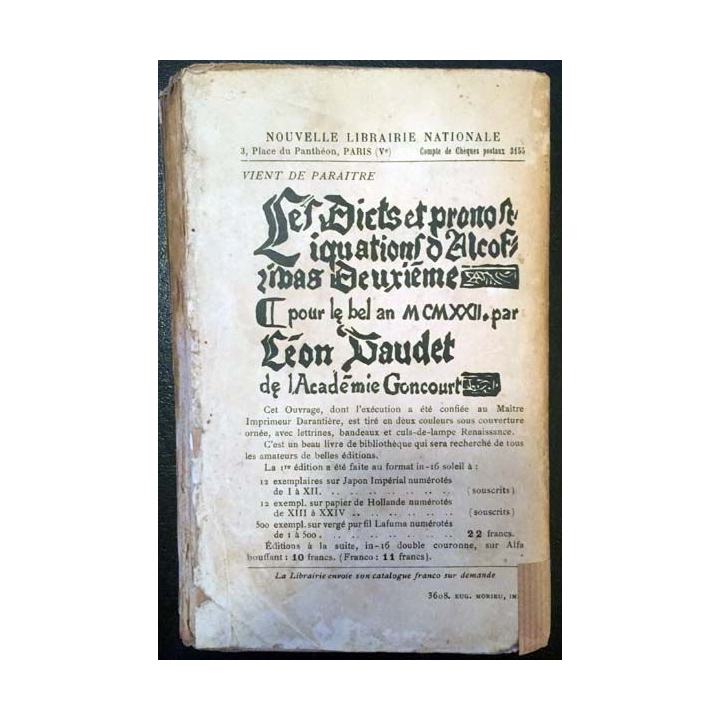 NOUVELLE LIBRAIRIE NATIONALE
3, Place du Panthéon, PARIS (Vᵉ) Compte de Chèques postaux 3155
VIENT DE PARAITRE
Les Dicts et pronost
iquations d'Alcof-
ribas Deuxième
pour le bel an MCMXXII. par
Léon Daudet
de l'Académie Goncourt
Cet Ouvrage, dont l'exécution a été confiée au Maître
Imprimeur Darantière, est tiré en deux couleurs sous couverture
ornée, avec lettrines, bandeaux et culs-de-lampe Renaissance.
C'est un beau livre de bibliothèque qui sera recherché de tous
les amateurs de belles éditions.
La 1ʳᵉ édition a été faite au format in-16 soleil à :
12 exemplaires sur Japon Impérial numérotés
de I à XII. .. .. .. .. .. .. .. (souscrits)
12 exempl. sur papier de Hollande numérotés
de XIII à XXIV .. .. .. .. .. .. (souscrits)
500 exempl. sur vergé pur fil Lafuma numérotés
de 1 à 500. .. .. .. .. .. .. .. 22 francs.
Éditions à la suite, in-16 double couronne, sur Alfa
bouffant : 10 francs. (Franco : 11 francs).
La Librairie envoie son catalogue franco sur demande
3608. EUG. MORIEU, IM